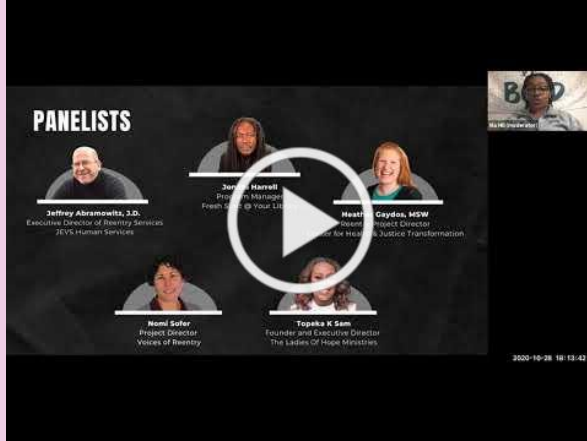 PANELISTS
Jeffrey Abramowitz, J.D.
Executive Director of Reentry Services
JEVS Human Services
Harrell
Program Manager
Fresh @ Your
Heather Gaydos, MSW
Project Director
for Health & Justice Transformation
Nomi Sofer
Project Director
Voices of Reentry
Topeka K Sam
Founder and Executive Director
The Ladies Of Hope Ministries
(moderator)
2020-10-28 18:13:42